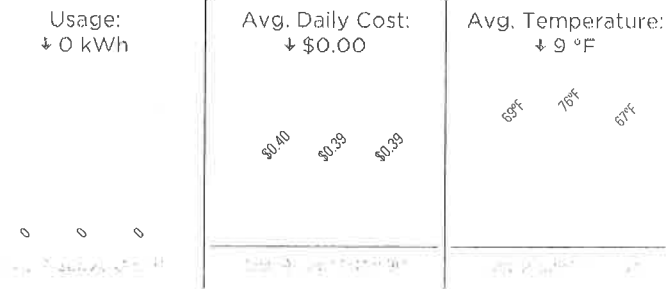 Usage:
↓ 0 kWh
0 0 0
Avg. Daily Cost:
↓ $0.00
$0.40 $0.39 $0.39
Avg. Temperature:
↓ 9 °F
69°F 76°F 67°F